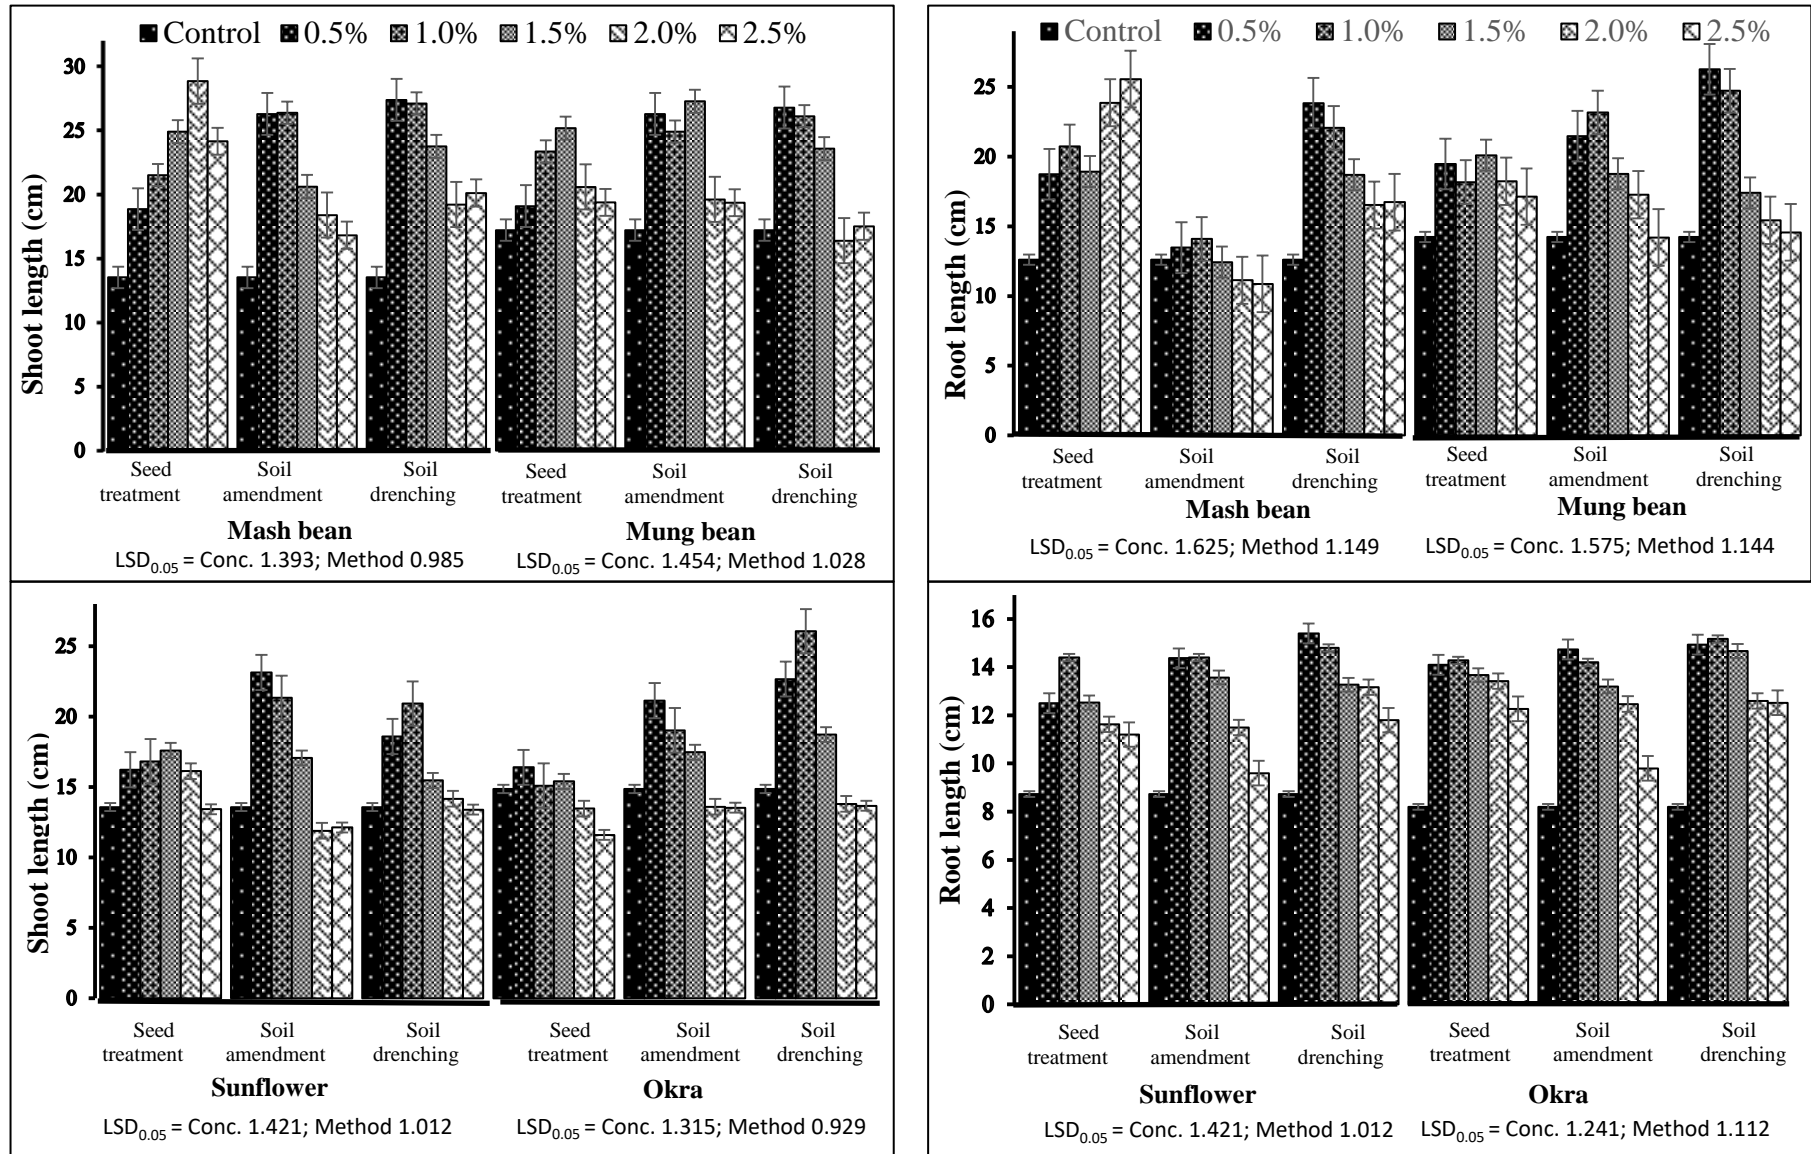 Control 0.5% 1.0% 1.5% 2.0% 2.5%
Shoot length (cm)
30
25
20
15
10
5
0
Seed treatment
Soil amendment
Soil drenching
Seed treatment
Soil amendment
Soil drenching
Mash bean
Mung bean
LSD0.05 = Conc. 1.393; Method 0.985
LSD0.05 = Conc. 1.454; Method 1.028
Control 0.5% 1.0% 1.5% 2.0% 2.5%
Root length (cm)
25
20
15
10
5
0
Seed treatment
Soil amendment
Soil drenching
Seed treatment
Soil amendment
Soil drenching
Mash bean
Mung bean
LSD0.05 = Conc. 1.625; Method 1.149
LSD0.05 = Conc. 1.575; Method 1.144
Shoot length (cm)
25
20
15
10
5
0
Seed treatment
Soil amendment
Soil drenching
Seed treatment
Soil amendment
Soil drenching
Sunflower
Okra
LSD0.05 = Conc. 1.421; Method 1.012
LSD0.05 = Conc. 1.315; Method 0.929
Root length (cm)
16
14
12
10
8
6
4
2
0
Seed treatment
Soil amendment
Soil drenching
Seed treatment
Soil amendment
Soil drenching
Sunflower
Okra
LSD0.05 = Conc. 1.421; Method 1.012
LSD0.05 = Conc. 1.241; Method 1.112